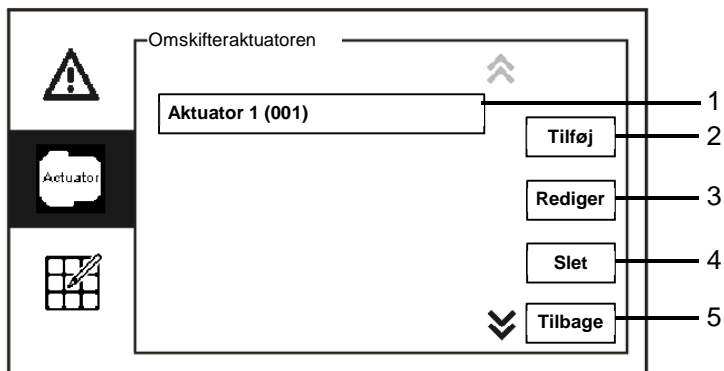 Omskifteraktuatoren
Aktuator 1 (001)
1
Tilføj
2
Actuator
Rediger
3
Slet
4
Tilbage
5